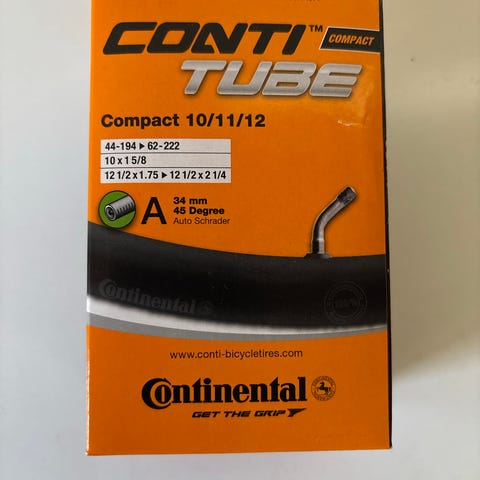 CONTI™ COMPACT
TUBE
Compact 10/11/12
44-194 ▸ 62-222
10 x 1 5/8
12 1/2 x 1.75 ▸ 12 1/2 x 2 1/4
A
34 mm
45 Degree
Auto Schrader
Continental
100%
www.conti-bicycletires.com
Continental
GET THE GRIP